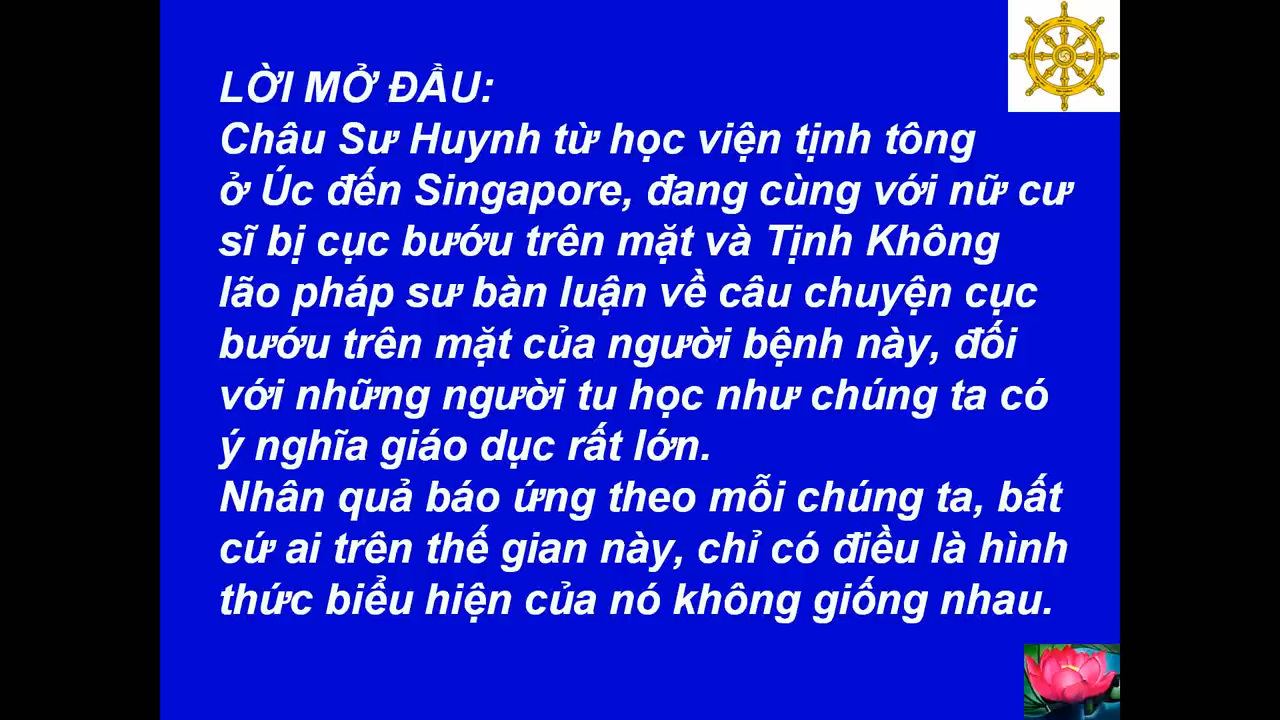 LỜI MỞ ĐẦU:
Châu Sư Huynh từ học viện tịnh tông
ở Úc đến Singapore, đang cùng với nữ cư
sĩ bị cục bướu trên mặt và Tịnh Không
lão pháp sư bàn luận về câu chuyện cục
bướu trên mặt của người bệnh này, đối
với những người tu học như chúng ta có
ý nghĩa giáo dục rất lớn.
Nhân quả báo ứng theo mỗi chúng ta, bất
cứ ai trên thế gian này, chỉ có điều là hình
thức biểu hiện của nó không giống nhau.